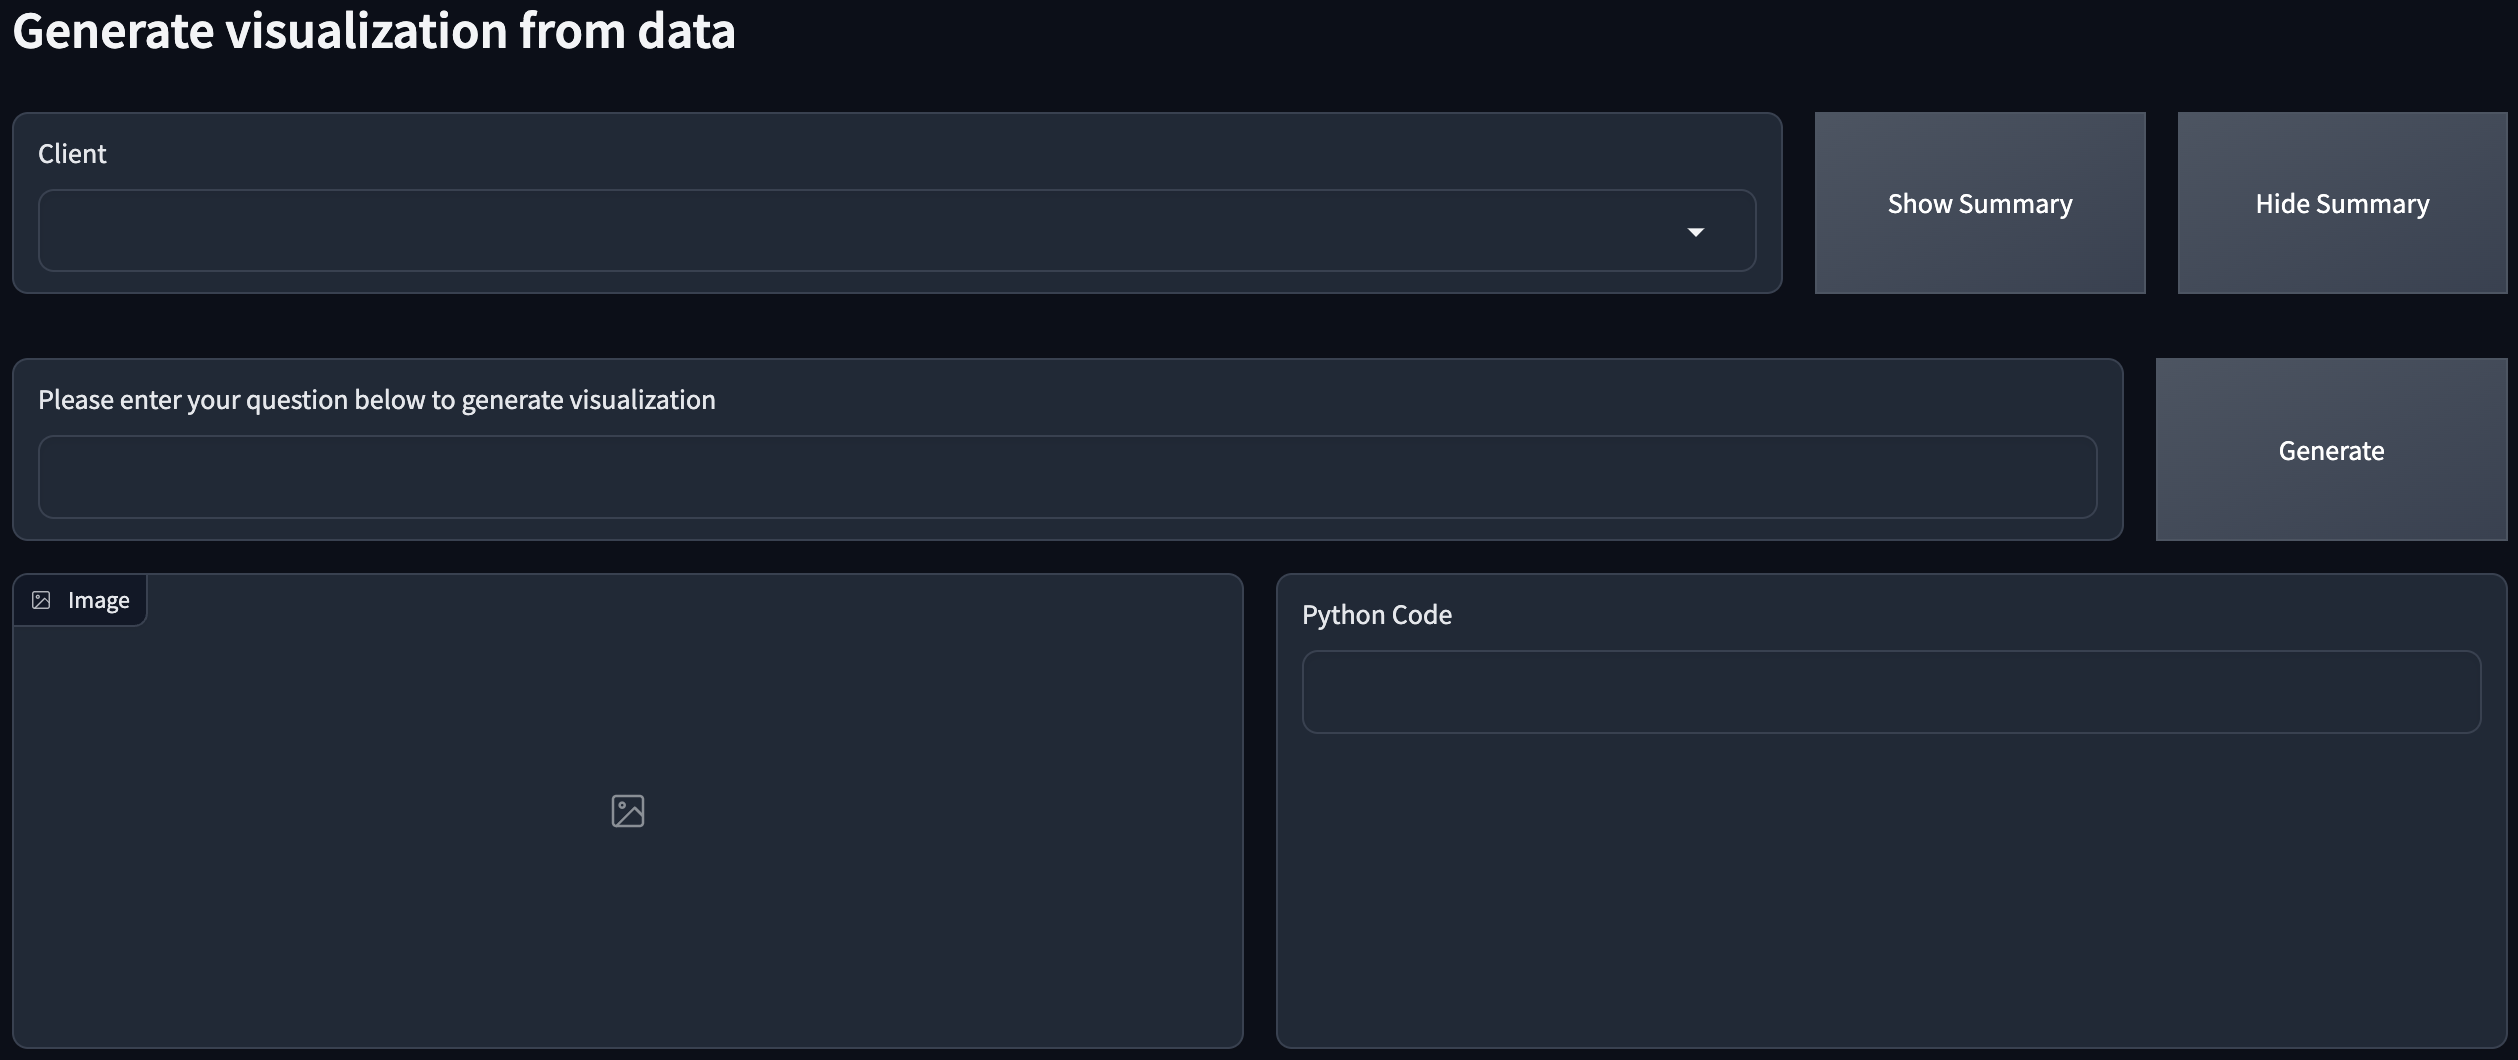 Generate visualization from data
Client
Show Summary
Hide Summary
Please enter your question below to generate visualization
Generate
Image
Python Code